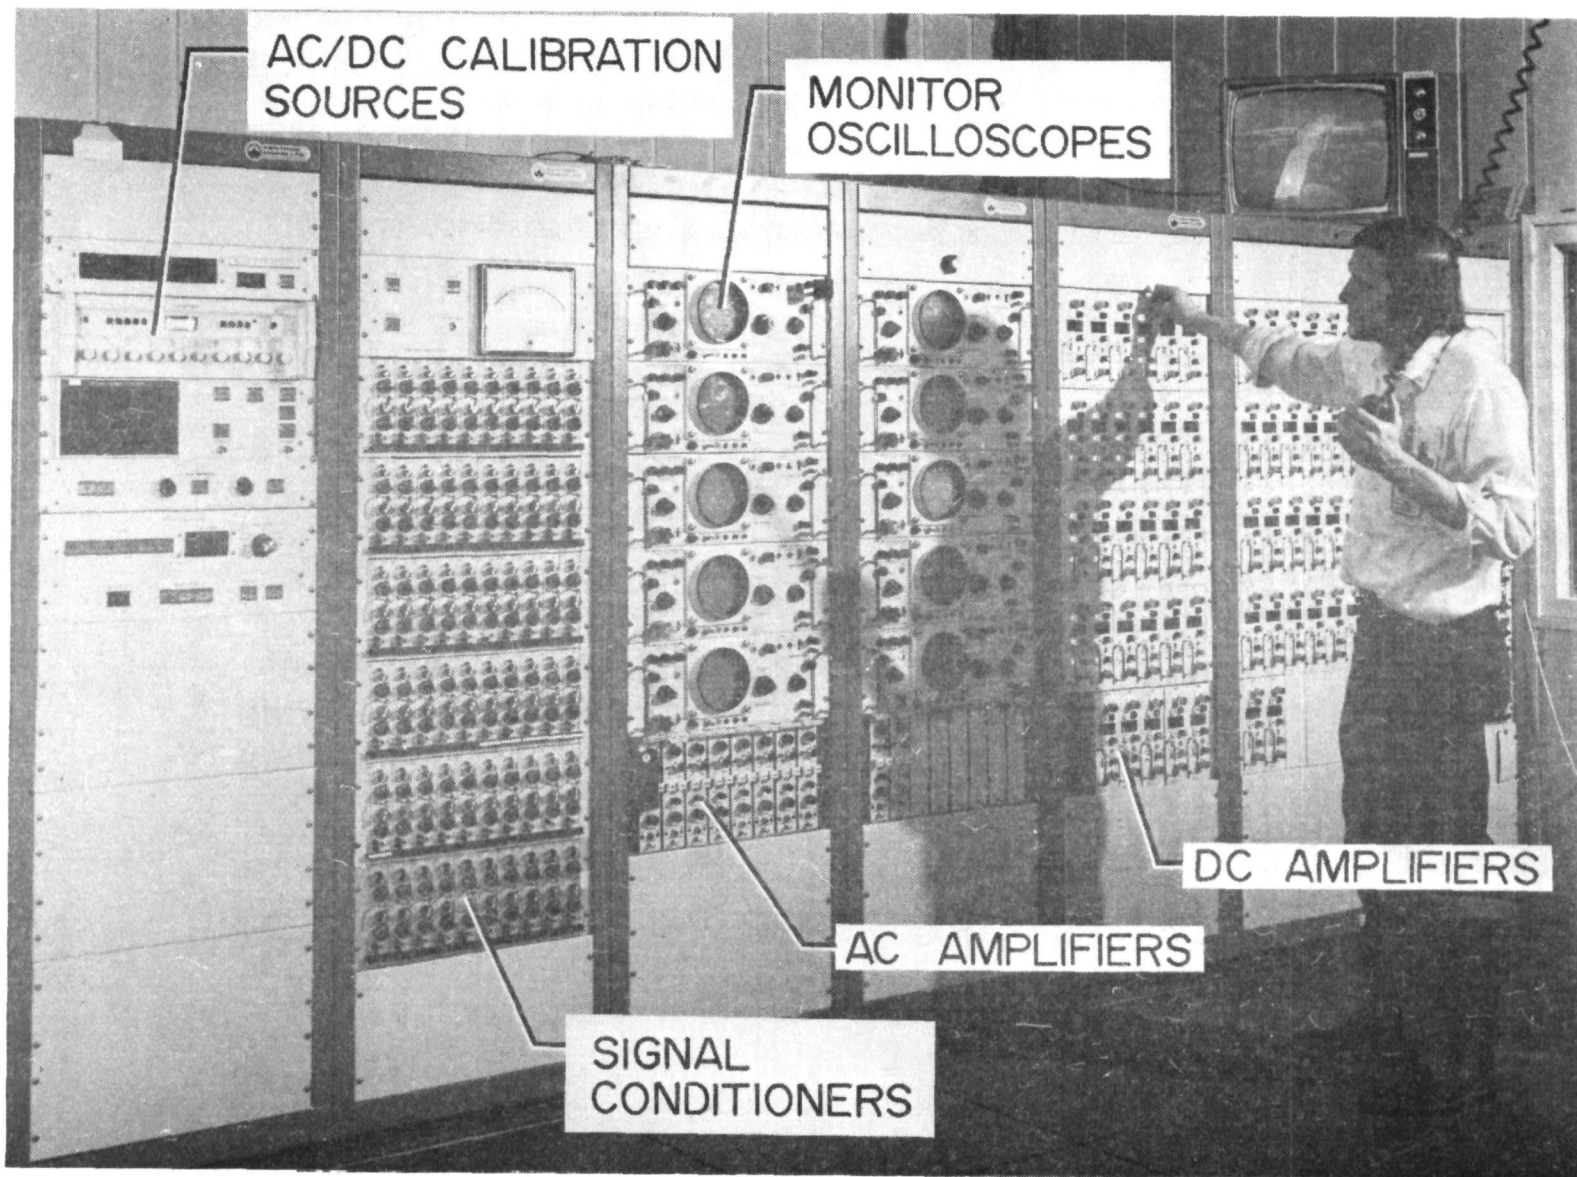 AC/DC CALIBRATION
SOURCES
MONITOR
OSCILLOSCOPES
DC AMPLIFIERS
AC AMPLIFIERS
SIGNAL
CONDITIONERS